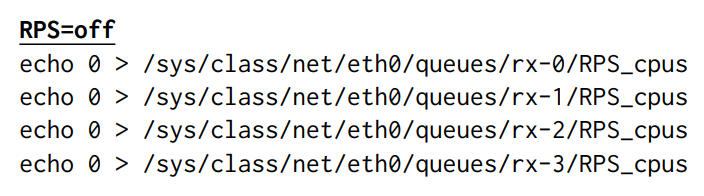 RPS=off
echo 0 > /sys/class/net/eth0/queues/rx-0/RPS_cpus
echo 0 > /sys/class/net/eth0/queues/rx-1/RPS_cpus
echo 0 > /sys/class/net/eth0/queues/rx-2/RPS_cpus
echo 0 > /sys/class/net/eth0/queues/rx-3/RPS_cpus